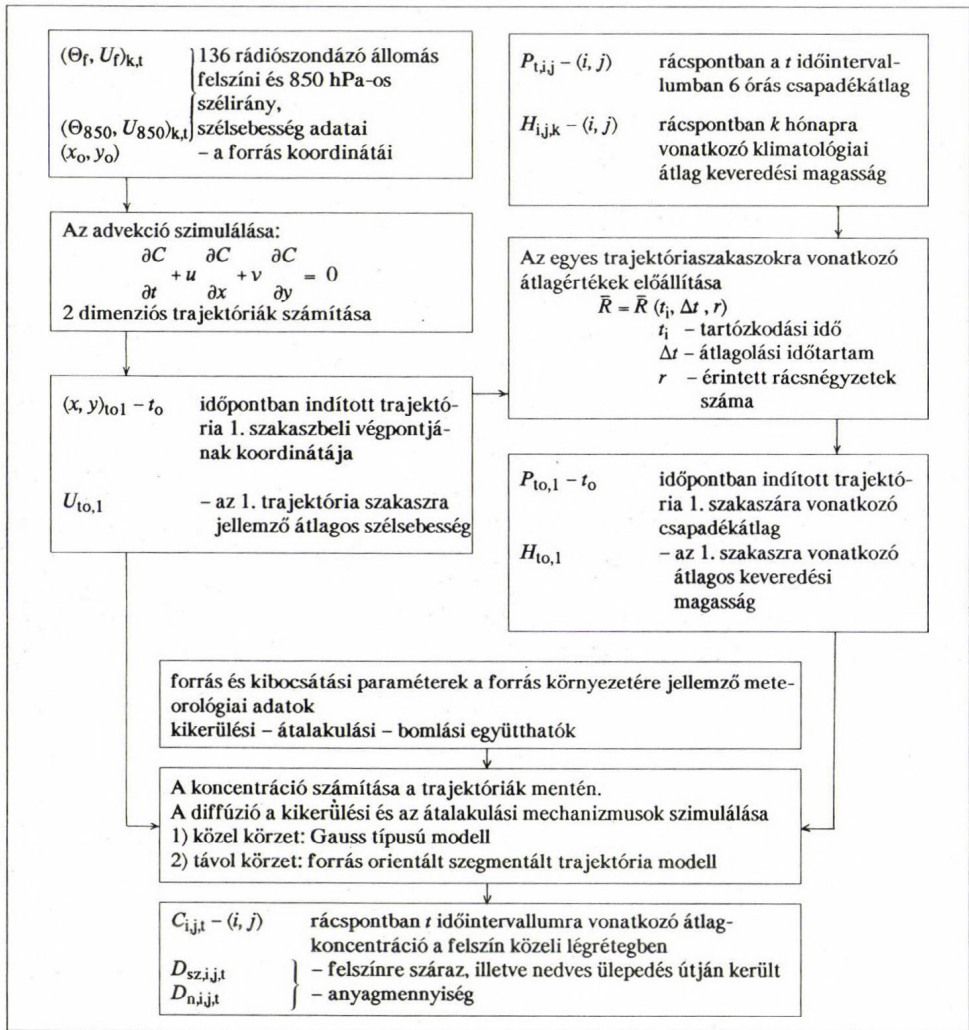 (Θf, Uf)k,t } 136 rádiószondázó állomás
felszíni és 850 hPa-os
szélirány,
(Θ850, U850)k,t szélsebesség adatai
(xo, yo) – a forrás koordinátái
Pt,i,j – (i, j) rácspontban a t időinterval-
lumban 6 órás csapadékátlag
Hi,j,k – (i, j) rácspontban k hónapra
vonatkozó klimatológiai
átlag keveredési magasság
Az advekció szimulálása:
∂C ∂C ∂C
+ u + v = 0
∂t ∂x ∂y
2 dimenziós trajektóriák számítása
Az egyes trajektóriaszakaszokra vonatkozó
átlagértékek előállítása
R̄ = R̄ (ti, Δt , r)
ti – tartózkodási idő
Δt – átlagolási időtartam
r – érintett rácsnégyzetek
száma
(x, y)to1 – to időpontban indított trajektó-
ria 1. szakaszbeli végpontjá-
nak koordinátája
Uto,1 – az 1. trajektória szakaszra
jellemző átlagos szélsebesség
Pto,1 – to időpontban indított trajektó-
ria 1. szakaszára vonatkozó
csapadékátlag
Hto,1 – az 1. szakaszra vonatkozó
átlagos keveredési
magasság
forrás és kibocsátási paraméterek a forrás környezetére jellemző mete-
orológiai adatok
kikerülési – átalakulási – bomlási együtthatók
A koncentráció számítása a trajektóriák mentén.
A diffúzió a kikerülési és az átalakulási mechanizmusok szimulálása
1) közel körzet: Gauss típusú modell
2) távol körzet: forrás orientált szegmentált trajektória modell
Ci,j,t – (i, j) rácspontban t időintervallumra vonatkozó átlag-
koncentráció a felszín közeli légrétegben
Dsz,i,j,t } – felszínre száraz, illetve nedves ülepedés útján került
Dn,i,j,t – anyagmennyiség